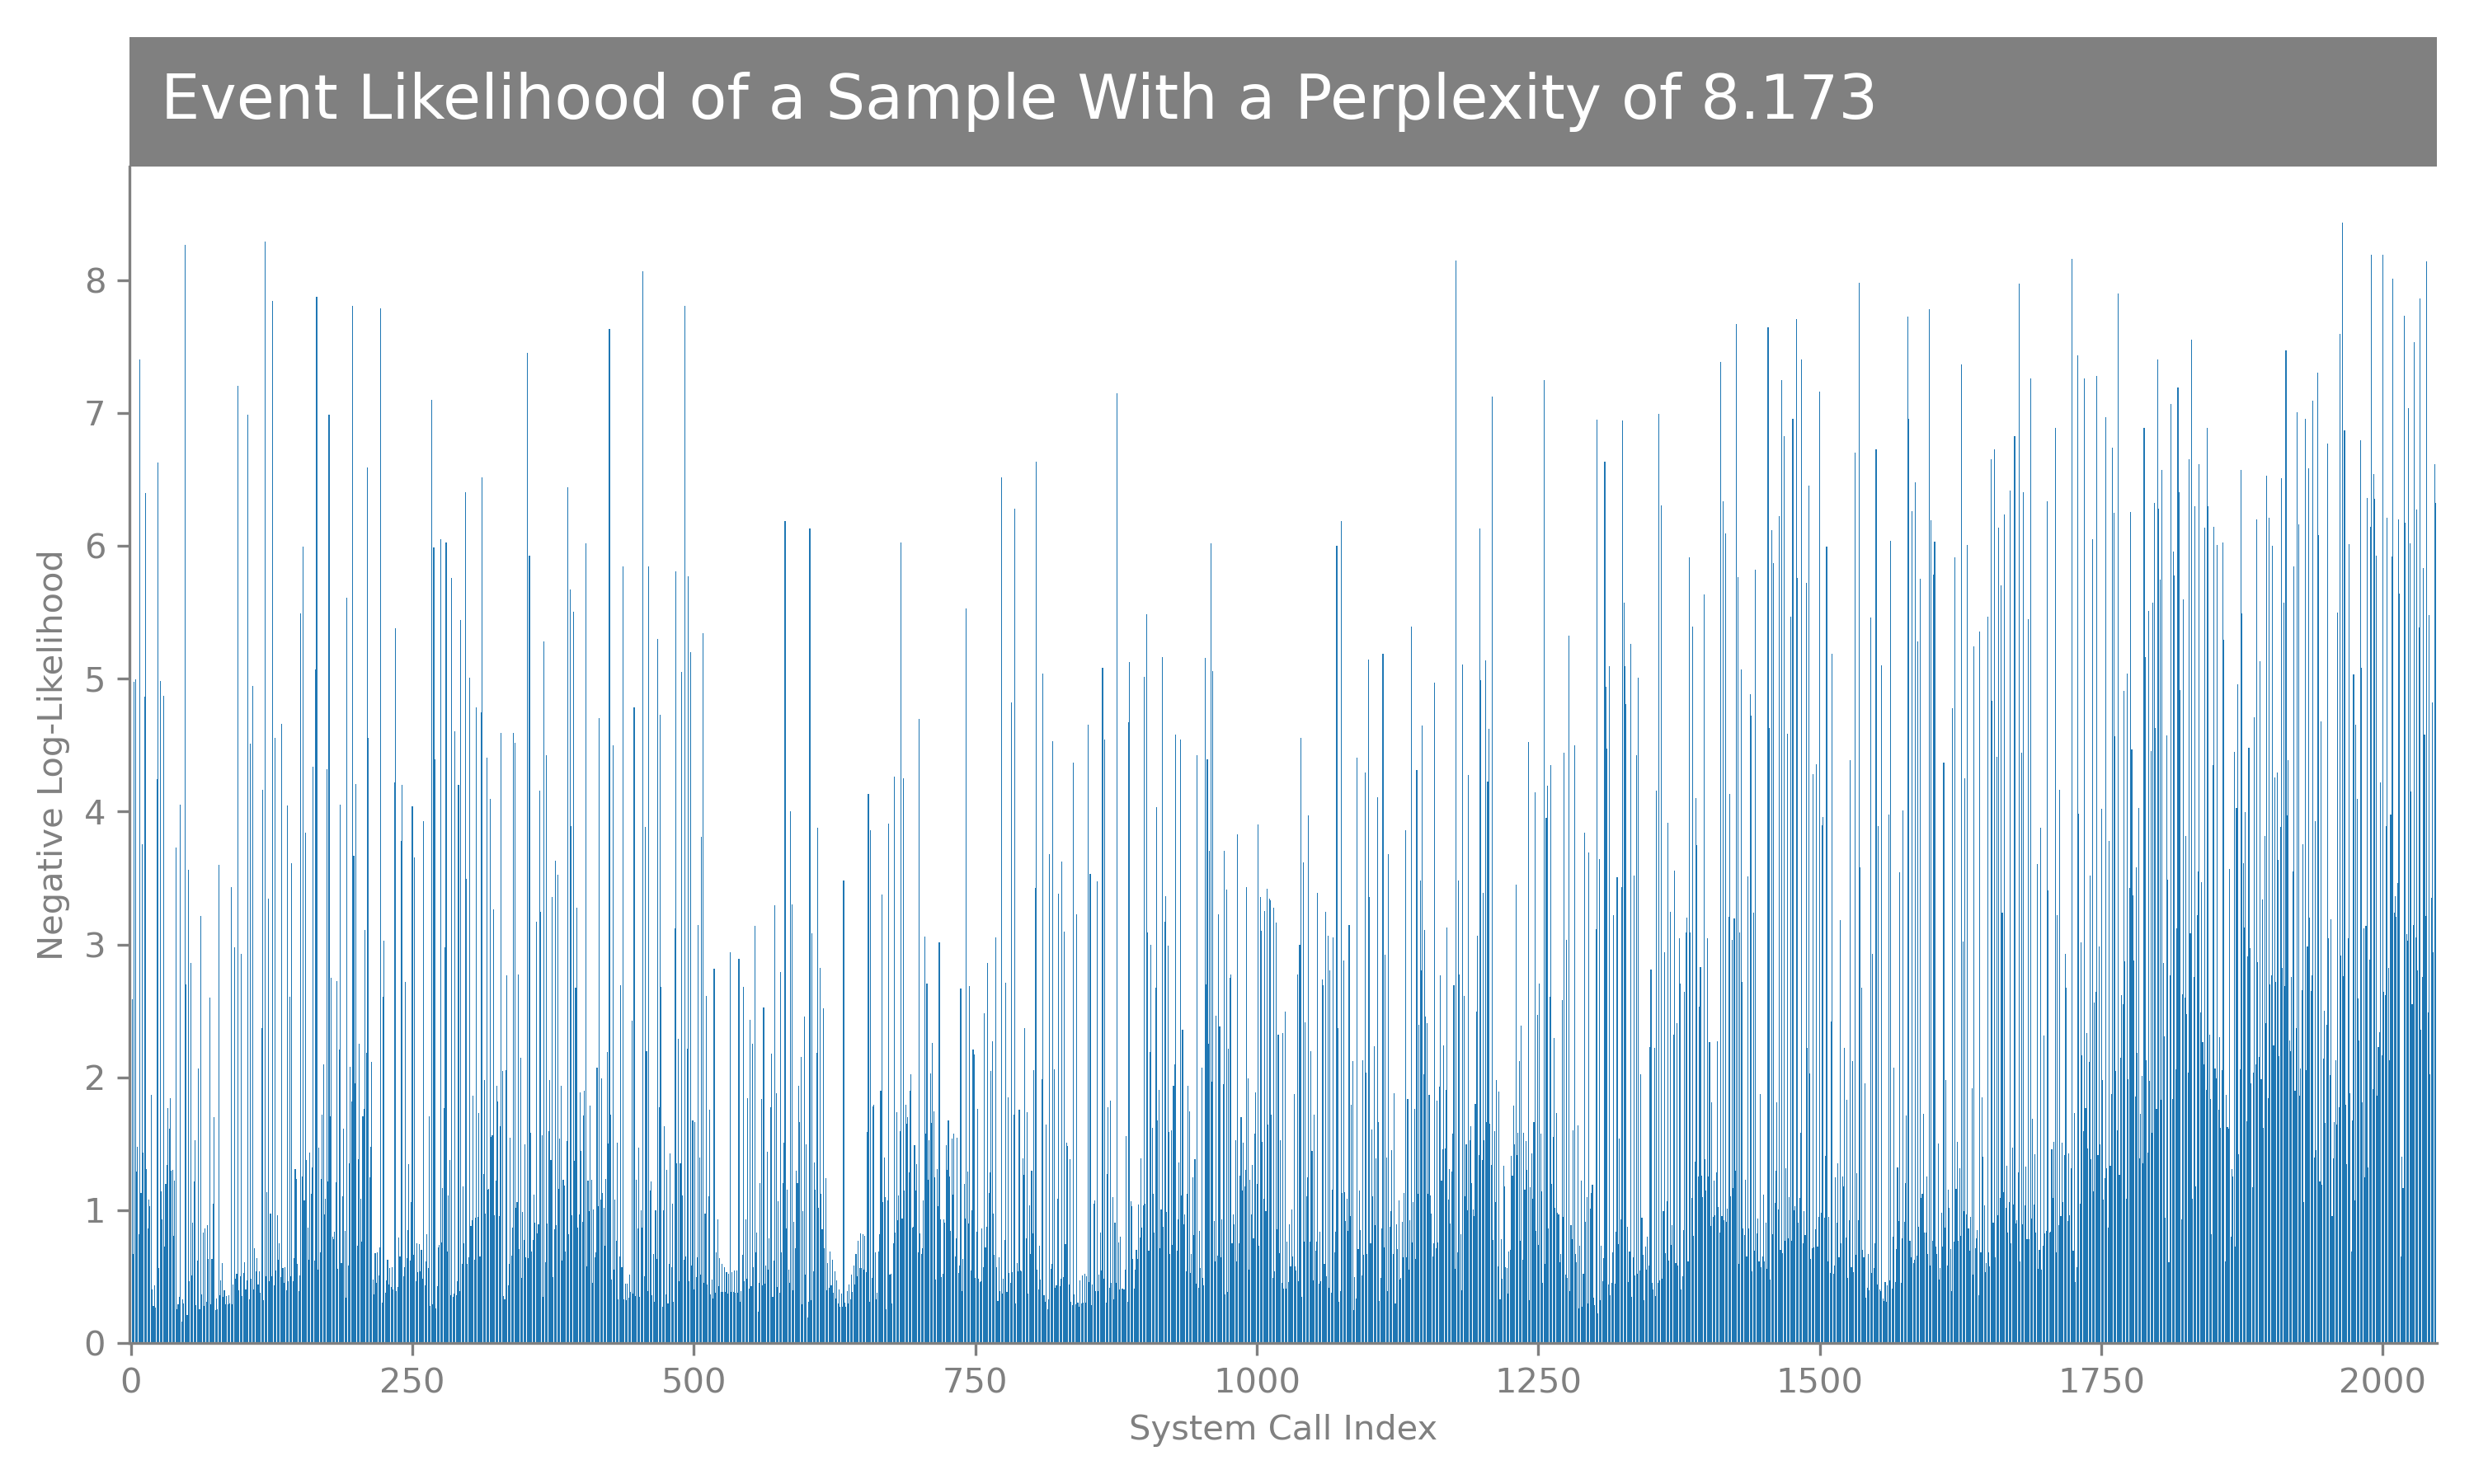 Event Likelihood of a Sample With a Perplexity of 8.173
8
7
6
5
4
3
2
1
0
Negative Log-Likelihood
0 250 500 750 1000 1250 1500 1750 2000
System Call Index